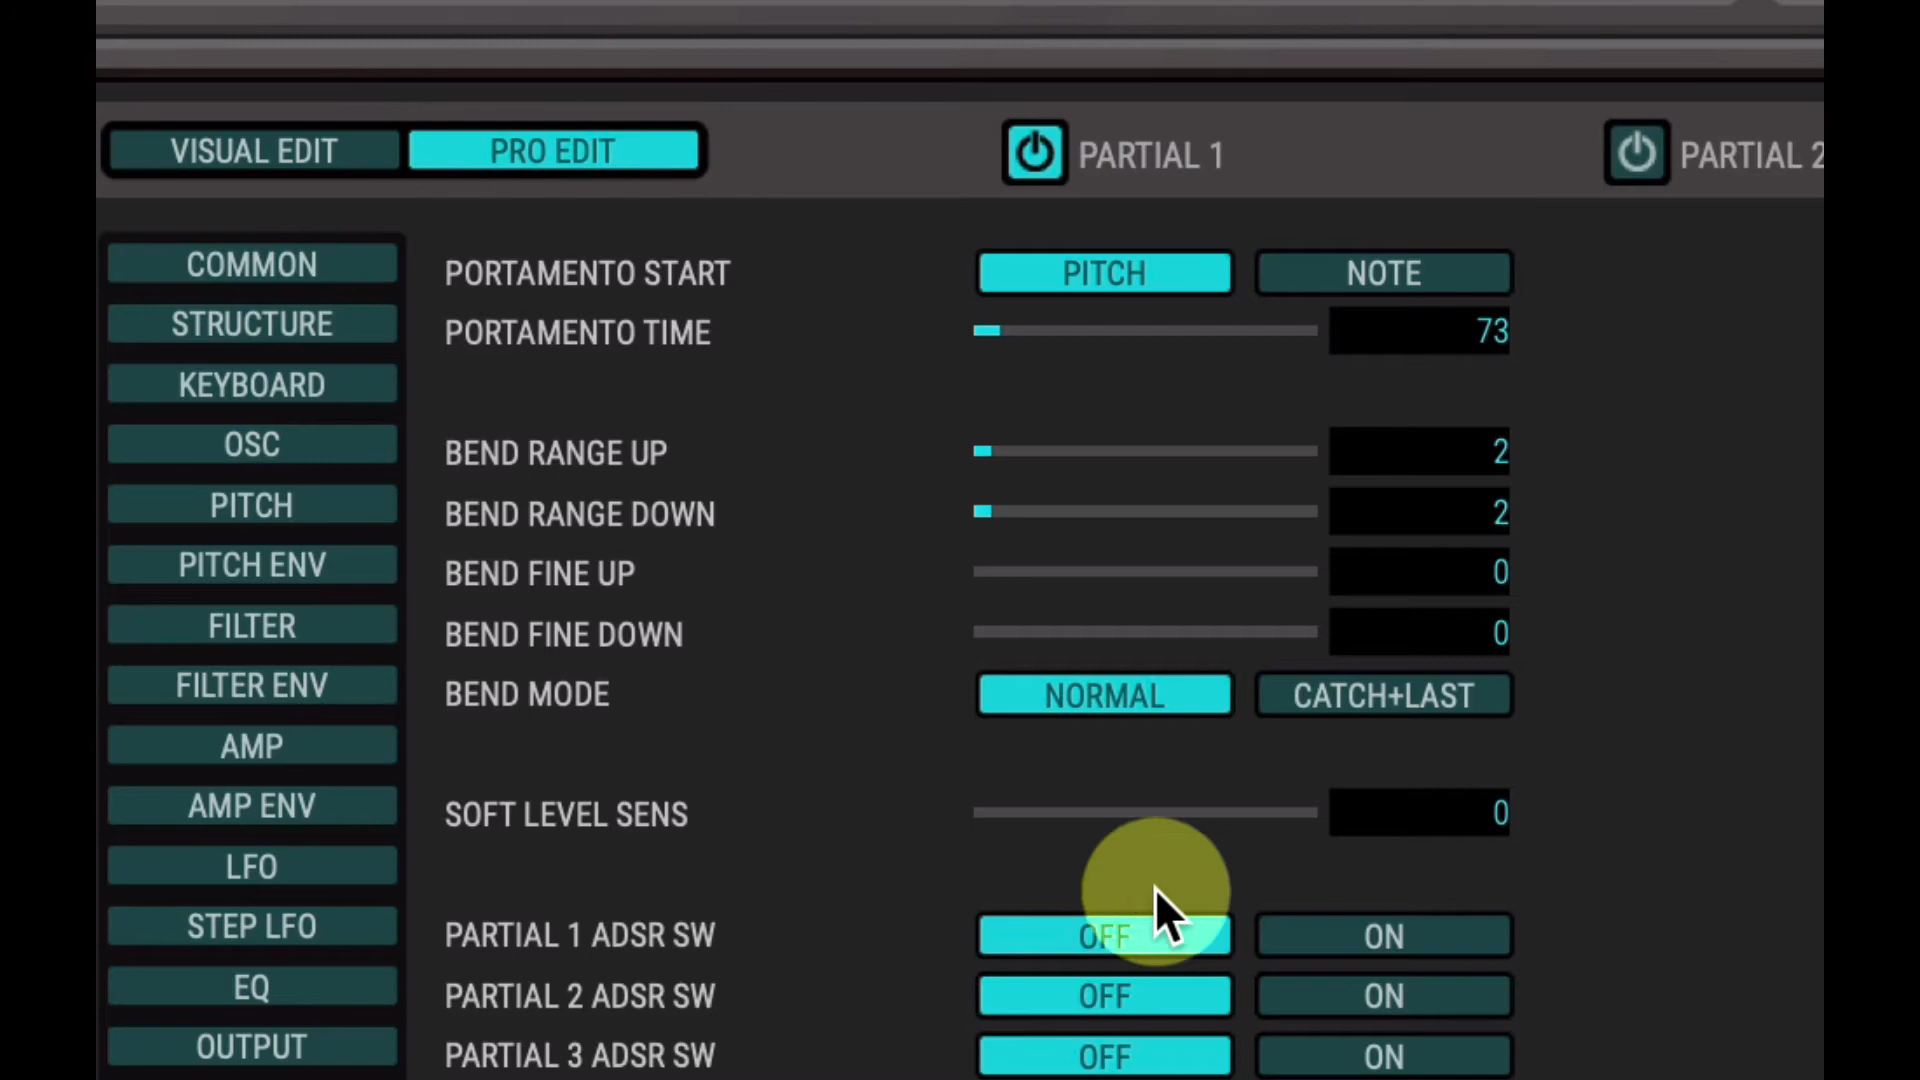 VISUAL EDIT PRO EDIT PARTIAL 1 PARTIAL 2
COMMON
STRUCTURE
KEYBOARD
OSC
PITCH
PITCH ENV
FILTER
FILTER ENV
AMP
AMP ENV
LFO
STEP LFO
EQ
OUTPUT
PORTAMENTO START PITCH NOTE
PORTAMENTO TIME 73
BEND RANGE UP 2
BEND RANGE DOWN 2
BEND FINE UP 0
BEND FINE DOWN 0
BEND MODE NORMAL CATCH+LAST
SOFT LEVEL SENS 0
PARTIAL 1 ADSR SW OFF ON
PARTIAL 2 ADSR SW OFF ON
PARTIAL 3 ADSR SW OFF ON